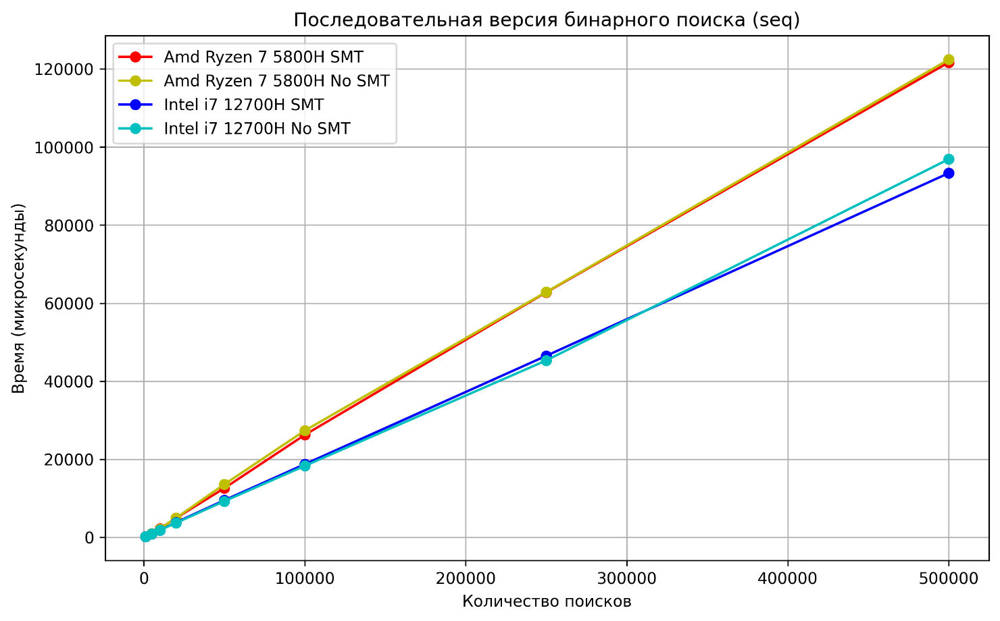 Последовательная версия бинарного поиска (seq)
Amd Ryzen 7 5800H SMT
Amd Ryzen 7 5800H No SMT
Intel i7 12700H SMT
Intel i7 12700H No SMT
120000
100000
80000
60000
40000
20000
0
Время (микросекунды)
0 100000 200000 300000 400000 500000
Количество поисков